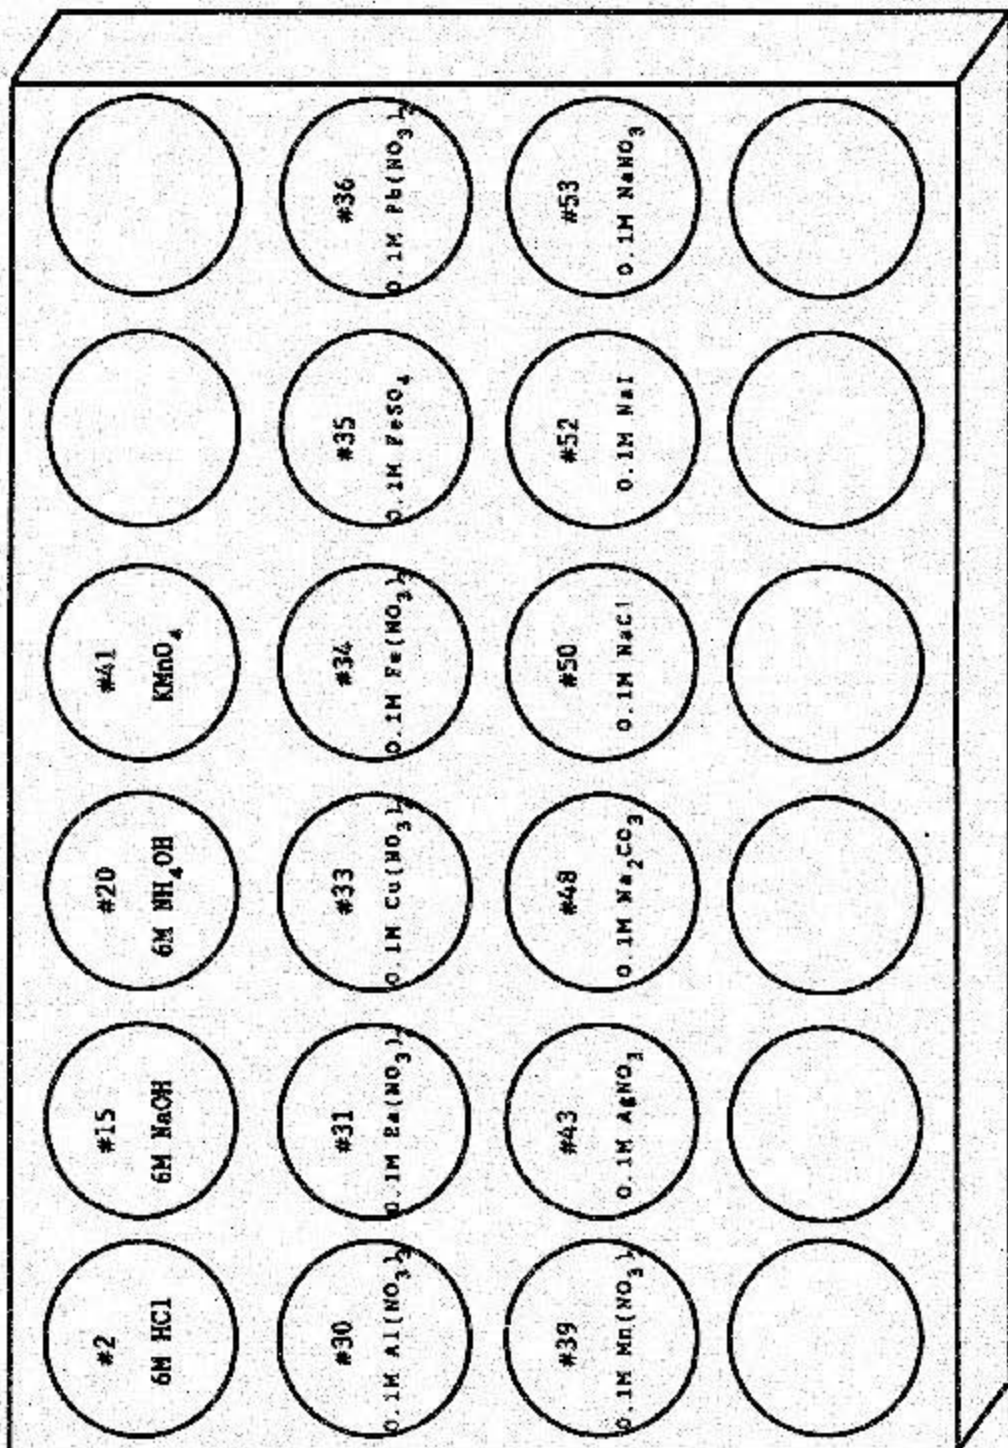 #2
6M HCl
#15
6M NaOH
#20
6M NH₄OH
#41
KMnO₄
#30
0.1M Al(NO₃)₃
#31
0.1M Ba(NO₃)₂
#33
0.1M Cu(NO₃)₂
#34
0.1M Fe(NO₃)₃
#35
0.1M FeSO₄
#36
0.1M Pb(NO₃)₂
#39
0.1M Mn(NO₃)₂
#43
0.1M AgNO₃
#48
0.1M Na₂CO₃
#50
0.1M NaCl
#52
0.1M NaI
#53
0.1M NaNO₃